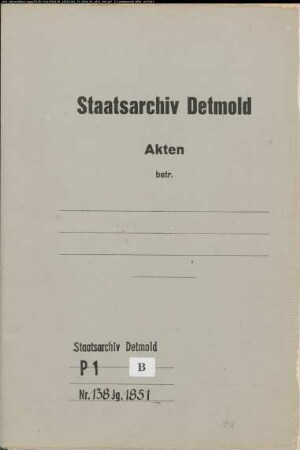 Staatsarchiv Detmold
Akten
betr.
Staatsarchiv Detmold
P 1 B
Nr. 138 Jg. 1851